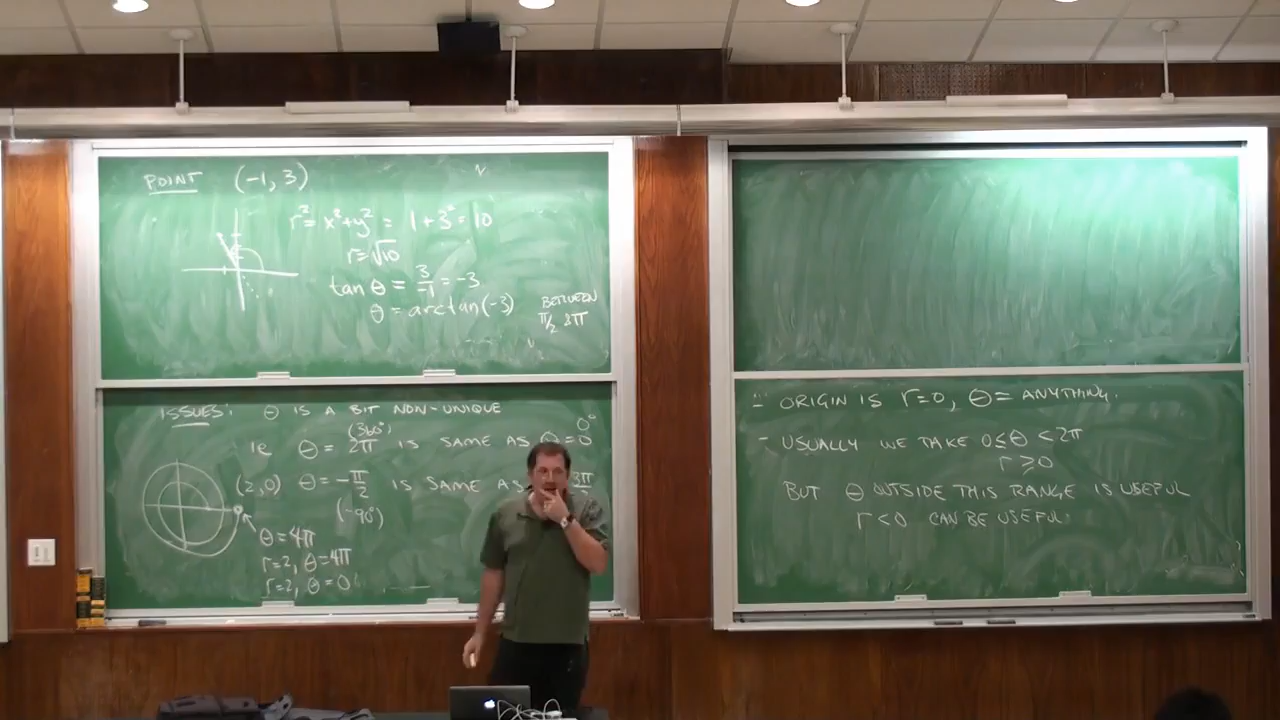 POINT (-1, 3)
r² = x² + y² = 1 + 3² = 10
r = √10
tan θ = 3/-1 = -3
θ = arctan(-3)
BETWEEN
π/2
ISSUES: θ IS A BIT NON-UNIQUE
(360°) 0°
ie θ = 2π IS SAME AS θ = 0
(2,0) θ = -π/2 IS SAME AS 3π
(-90°)
θ = 4π
r = 2, θ = 4π
r = 2, θ = 0
ORIGIN IS r = 0, θ = ANYTHING.
- USUALLY WE TAKE 0 ≤ θ < 2π
r ≥ 0
BUT θ OUTSIDE THIS RANGE IS USEFUL
r < 0 CAN BE USEFUL